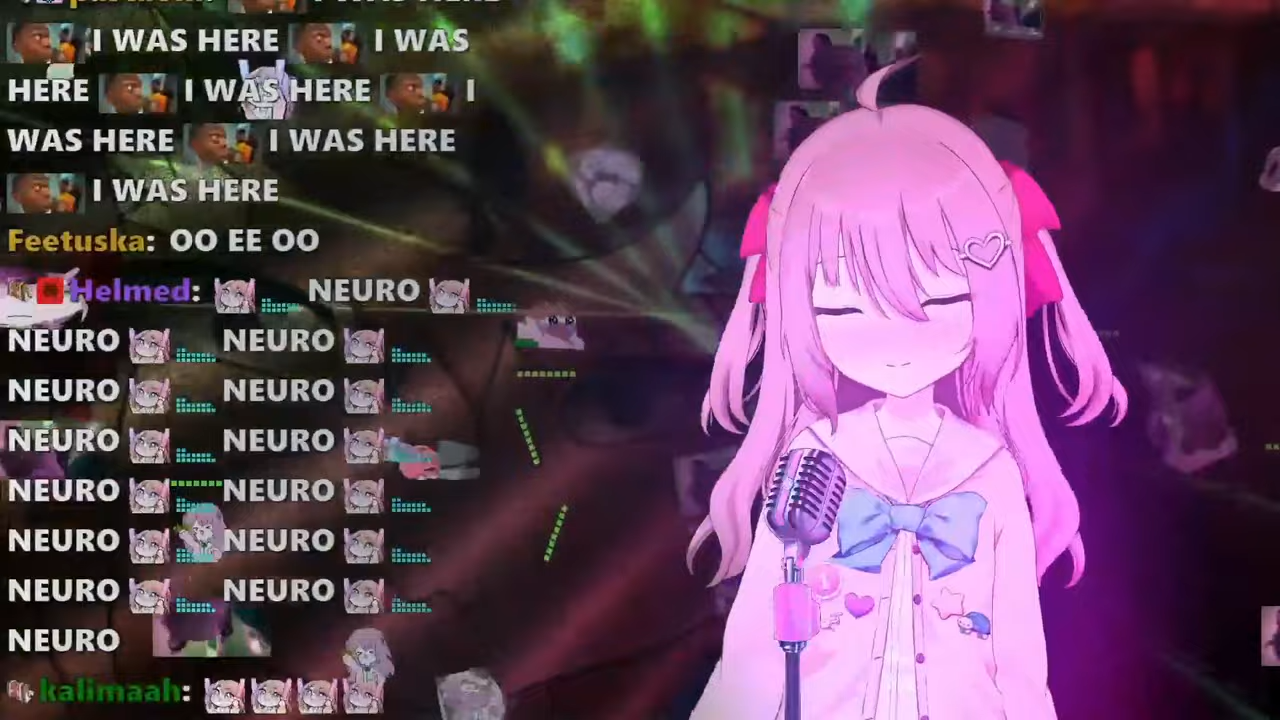 I WAS HERE I WAS
HERE I WAS HERE I
WAS HERE I WAS HERE
I WAS HERE
Feetuska: OO EE OO
Helmed: NEURO
NEURO NEURO
NEURO NEURO
NEURO NEURO
NEURO NEURO
NEURO NEURO
NEURO NEURO
NEURO
kalimaah: